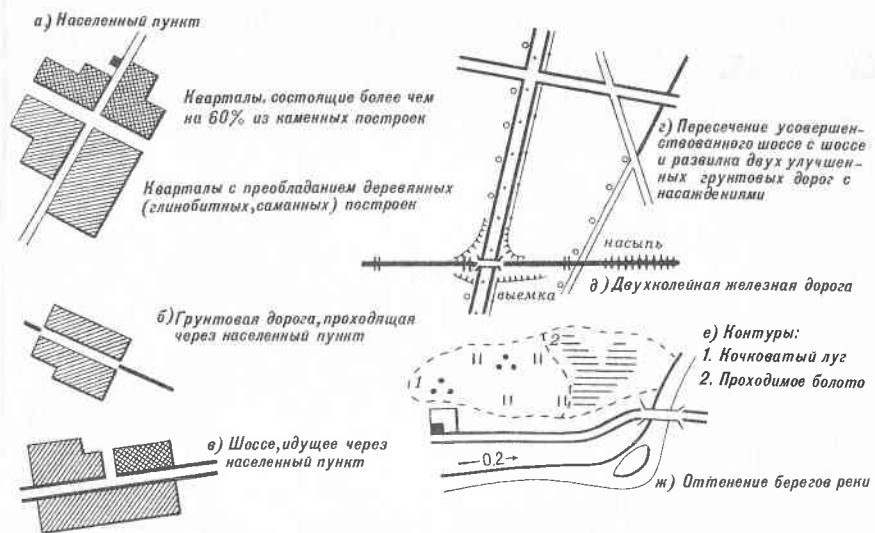 а) Населенный пункт
Кварталы, состоящие более чем
на 60% из каменных построек
Кварталы с преобладанием деревянных
(глинобитных, саманных) построек
б) Грунтовая дорога, проходящая
через населенный пункт
в) Шоссе, идущее через
населенный пункт
г) Пересечение усовершен-
ствованного шоссе с шоссе
и развилка двух улучшен-
ных грунтовых дорог с
насаждениями
насыпь
выемка
д) Двухколейная железная дорога
е) Контуры:
1. Кочковатый луг
2. Проходимое болото
2
1
0,2
ж) Оттенение берегов реки